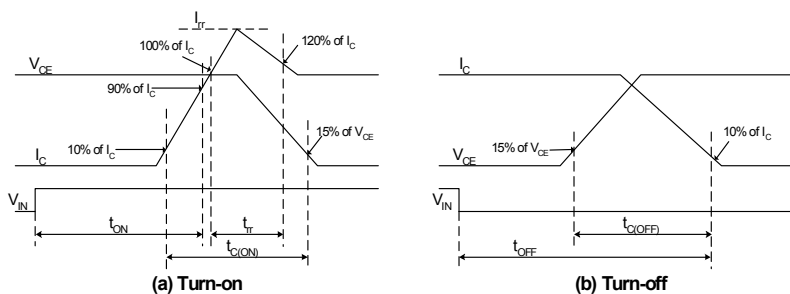 Irr
100% of IC
120% of IC
VCE
90% of IC
10% of IC
15% of VCE
IC
VIN
tON
trr
tC(ON)
(a) Turn-on
IC
15% of VCE
10% of IC
VCE
VIN
tC(OFF)
tOFF
(b) Turn-off